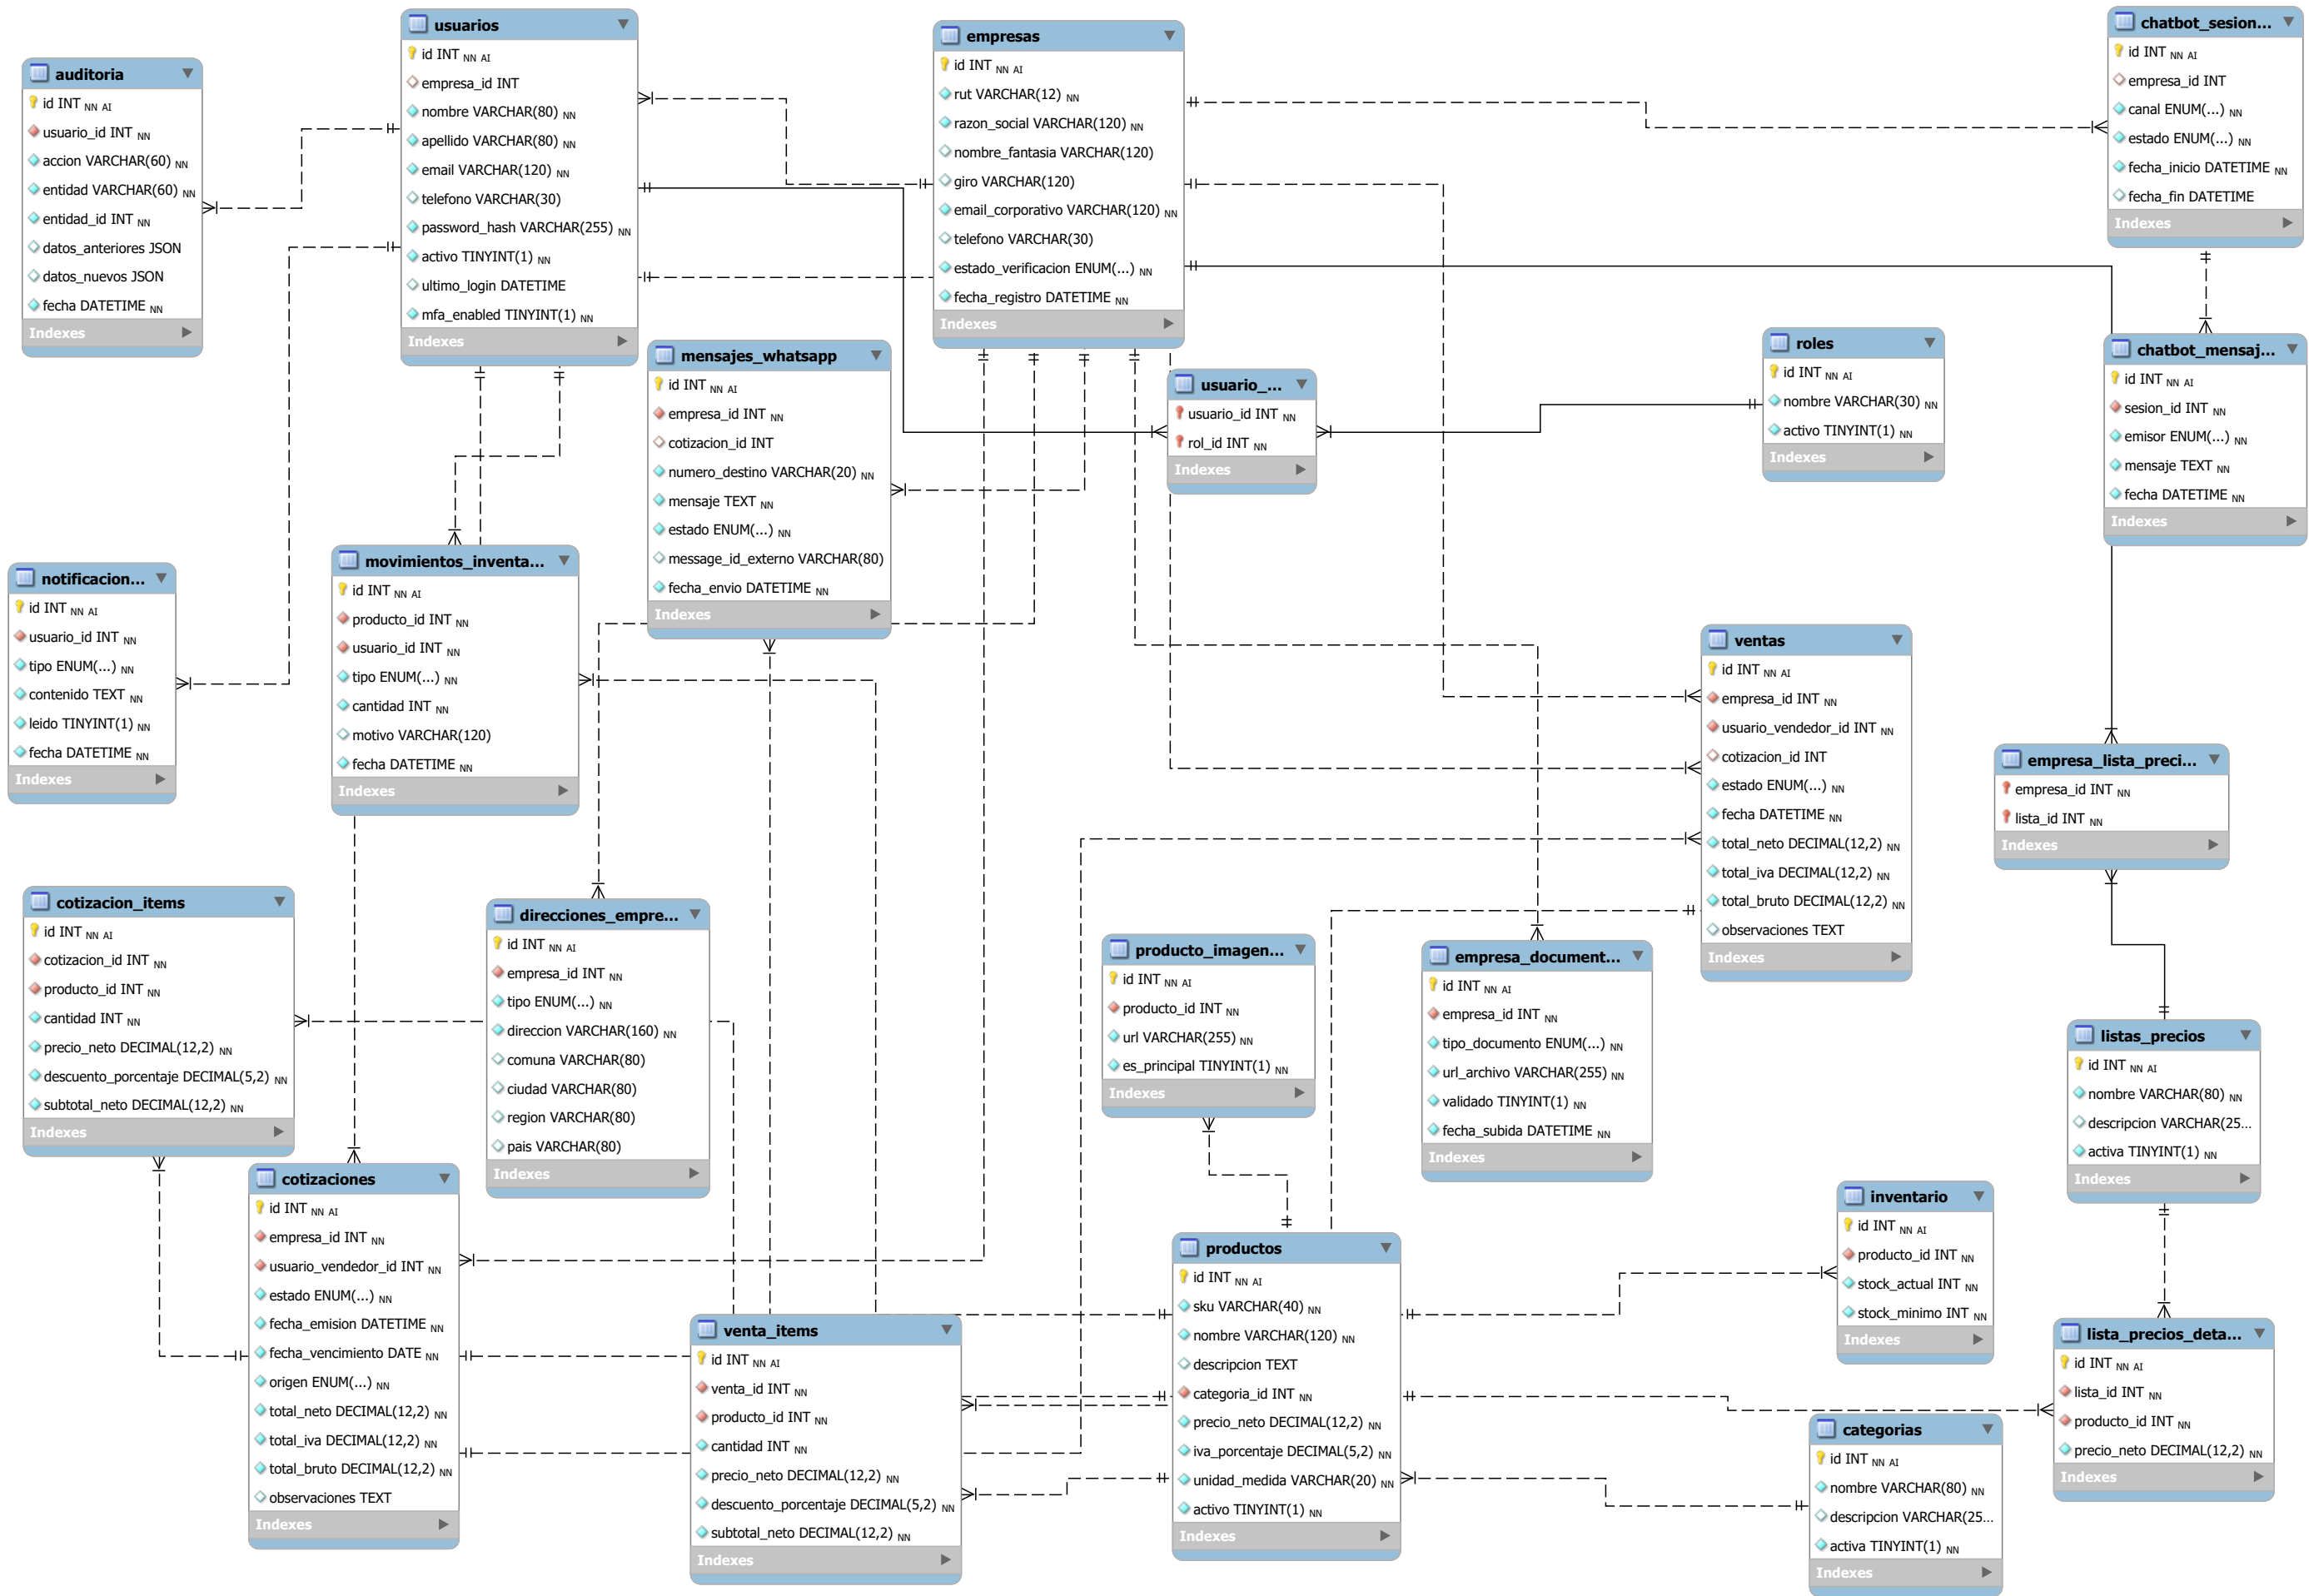 usuarios
id INT NN AI
empresa_id INT
nombre VARCHAR(80) NN
apellido VARCHAR(80) NN
email VARCHAR(120) NN
telefono VARCHAR(30)
password_hash VARCHAR(255) NN
activo TINYINT(1) NN
ultimo_login DATETIME
mfa_enabled TINYINT(1) NN
Indexes
empresas
id INT NN AI
rut VARCHAR(12) NN
razon_social VARCHAR(120) NN
nombre_fantasia VARCHAR(120)
giro VARCHAR(120)
email_corporativo VARCHAR(120) NN
telefono VARCHAR(30)
estado_verificacion ENUM(...) NN
fecha_registro DATETIME NN
Indexes
chatbot_sesion...
id INT NN AI
empresa_id INT
canal ENUM(...) NN
estado ENUM(...) NN
fecha_inicio DATETIME NN
fecha_fin DATETIME
Indexes
auditoria
id INT NN AI
usuario_id INT NN
accion VARCHAR(60) NN
entidad VARCHAR(60) NN
entidad_id INT NN
datos_anteriores JSON
datos_nuevos JSON
fecha DATETIME NN
Indexes
mensajes_whatsapp
id INT NN AI
empresa_id INT NN
cotizacion_id INT
numero_destino VARCHAR(20) NN
mensaje TEXT NN
estado ENUM(...) NN
message_id_externo VARCHAR(80)
fecha_envio DATETIME NN
Indexes
usuario_...
usuario_id INT NN
rol_id INT NN
Indexes
roles
id INT NN AI
nombre VARCHAR(30) NN
activo TINYINT(1) NN
Indexes
chatbot_mensaj...
id INT NN AI
sesion_id INT NN
emisor ENUM(...) NN
mensaje TEXT NN
fecha DATETIME NN
Indexes
notificacion...
id INT NN AI
usuario_id INT NN
tipo ENUM(...) NN
contenido TEXT NN
leido TINYINT(1) NN
fecha DATETIME NN
Indexes
movimientos_inventa...
id INT NN AI
producto_id INT NN
usuario_id INT NN
tipo ENUM(...) NN
cantidad INT NN
motivo VARCHAR(120)
fecha DATETIME NN
Indexes
ventas
id INT NN AI
empresa_id INT NN
usuario_vendedor_id INT NN
cotizacion_id INT
estado ENUM(...) NN
fecha DATETIME NN
total_neto DECIMAL(12,2) NN
total_iva DECIMAL(12,2) NN
total_bruto DECIMAL(12,2) NN
observaciones TEXT
Indexes
empresa_lista_preci...
empresa_id INT NN
lista_id INT NN
Indexes
cotizacion_items
id INT NN AI
cotizacion_id INT NN
producto_id INT NN
cantidad INT NN
precio_neto DECIMAL(12,2) NN
descuento_porcentaje DECIMAL(5,2) NN
subtotal_neto DECIMAL(12,2) NN
Indexes
direcciones_empre...
id INT NN AI
empresa_id INT NN
tipo ENUM(...) NN
direccion VARCHAR(160) NN
comuna VARCHAR(80)
ciudad VARCHAR(80)
region VARCHAR(80)
pais VARCHAR(80)
Indexes
producto_imagen...
id INT NN AI
producto_id INT NN
url VARCHAR(255) NN
es_principal TINYINT(1) NN
Indexes
empresa_document...
id INT NN AI
empresa_id INT NN
tipo_documento ENUM(...) NN
url_archivo VARCHAR(255) NN
validado TINYINT(1) NN
fecha_subida DATETIME NN
Indexes
listas_precios
id INT NN AI
nombre VARCHAR(80) NN
descripcion VARCHAR(25...
activa TINYINT(1) NN
Indexes
cotizaciones
id INT NN AI
empresa_id INT NN
usuario_vendedor_id INT NN
estado ENUM(...) NN
fecha_emision DATETIME NN
fecha_vencimiento DATE NN
origen ENUM(...) NN
total_neto DECIMAL(12,2) NN
total_iva DECIMAL(12,2) NN
total_bruto DECIMAL(12,2) NN
observaciones TEXT
Indexes
venta_items
id INT NN AI
venta_id INT NN
producto_id INT NN
cantidad INT NN
precio_neto DECIMAL(12,2) NN
descuento_porcentaje DECIMAL(5,2) NN
subtotal_neto DECIMAL(12,2) NN
Indexes
productos
id INT NN AI
sku VARCHAR(40) NN
nombre VARCHAR(120) NN
descripcion TEXT
categoria_id INT NN
precio_neto DECIMAL(12,2) NN
iva_porcentaje DECIMAL(5,2) NN
unidad_medida VARCHAR(20) NN
activo TINYINT(1) NN
Indexes
inventario
id INT NN AI
producto_id INT NN
stock_actual INT NN
stock_minimo INT NN
Indexes
lista_precios_deta...
id INT NN AI
lista_id INT NN
producto_id INT NN
precio_neto DECIMAL(12,2) NN
Indexes
categorias
id INT NN AI
nombre VARCHAR(80) NN
descripcion VARCHAR(25...
activa TINYINT(1) NN
Indexes